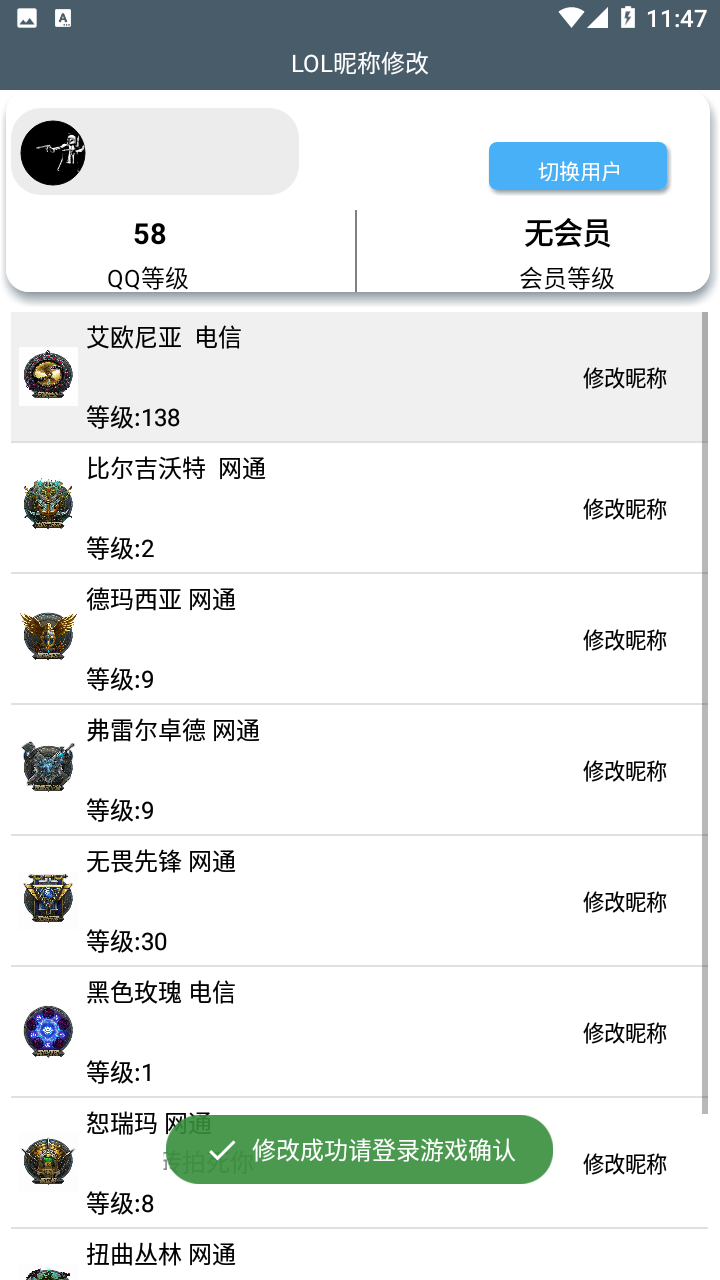 11:47
LOL昵称修改
切换用户
58
无会员
QQ等级
会员等级
艾欧尼亚 电信
修改昵称
等级:138
比尔吉沃特 网通
修改昵称
等级:2
德玛西亚 网通
修改昵称
等级:9
弗雷尔卓德 网通
修改昵称
等级:9
无畏先锋 网通
修改昵称
等级:30
黑色玫瑰 电信
修改昵称
等级:1
恕瑞玛 网通
修改成功请登录游戏确认
砖拍死你
修改昵称
等级:8
扭曲丛林 网通